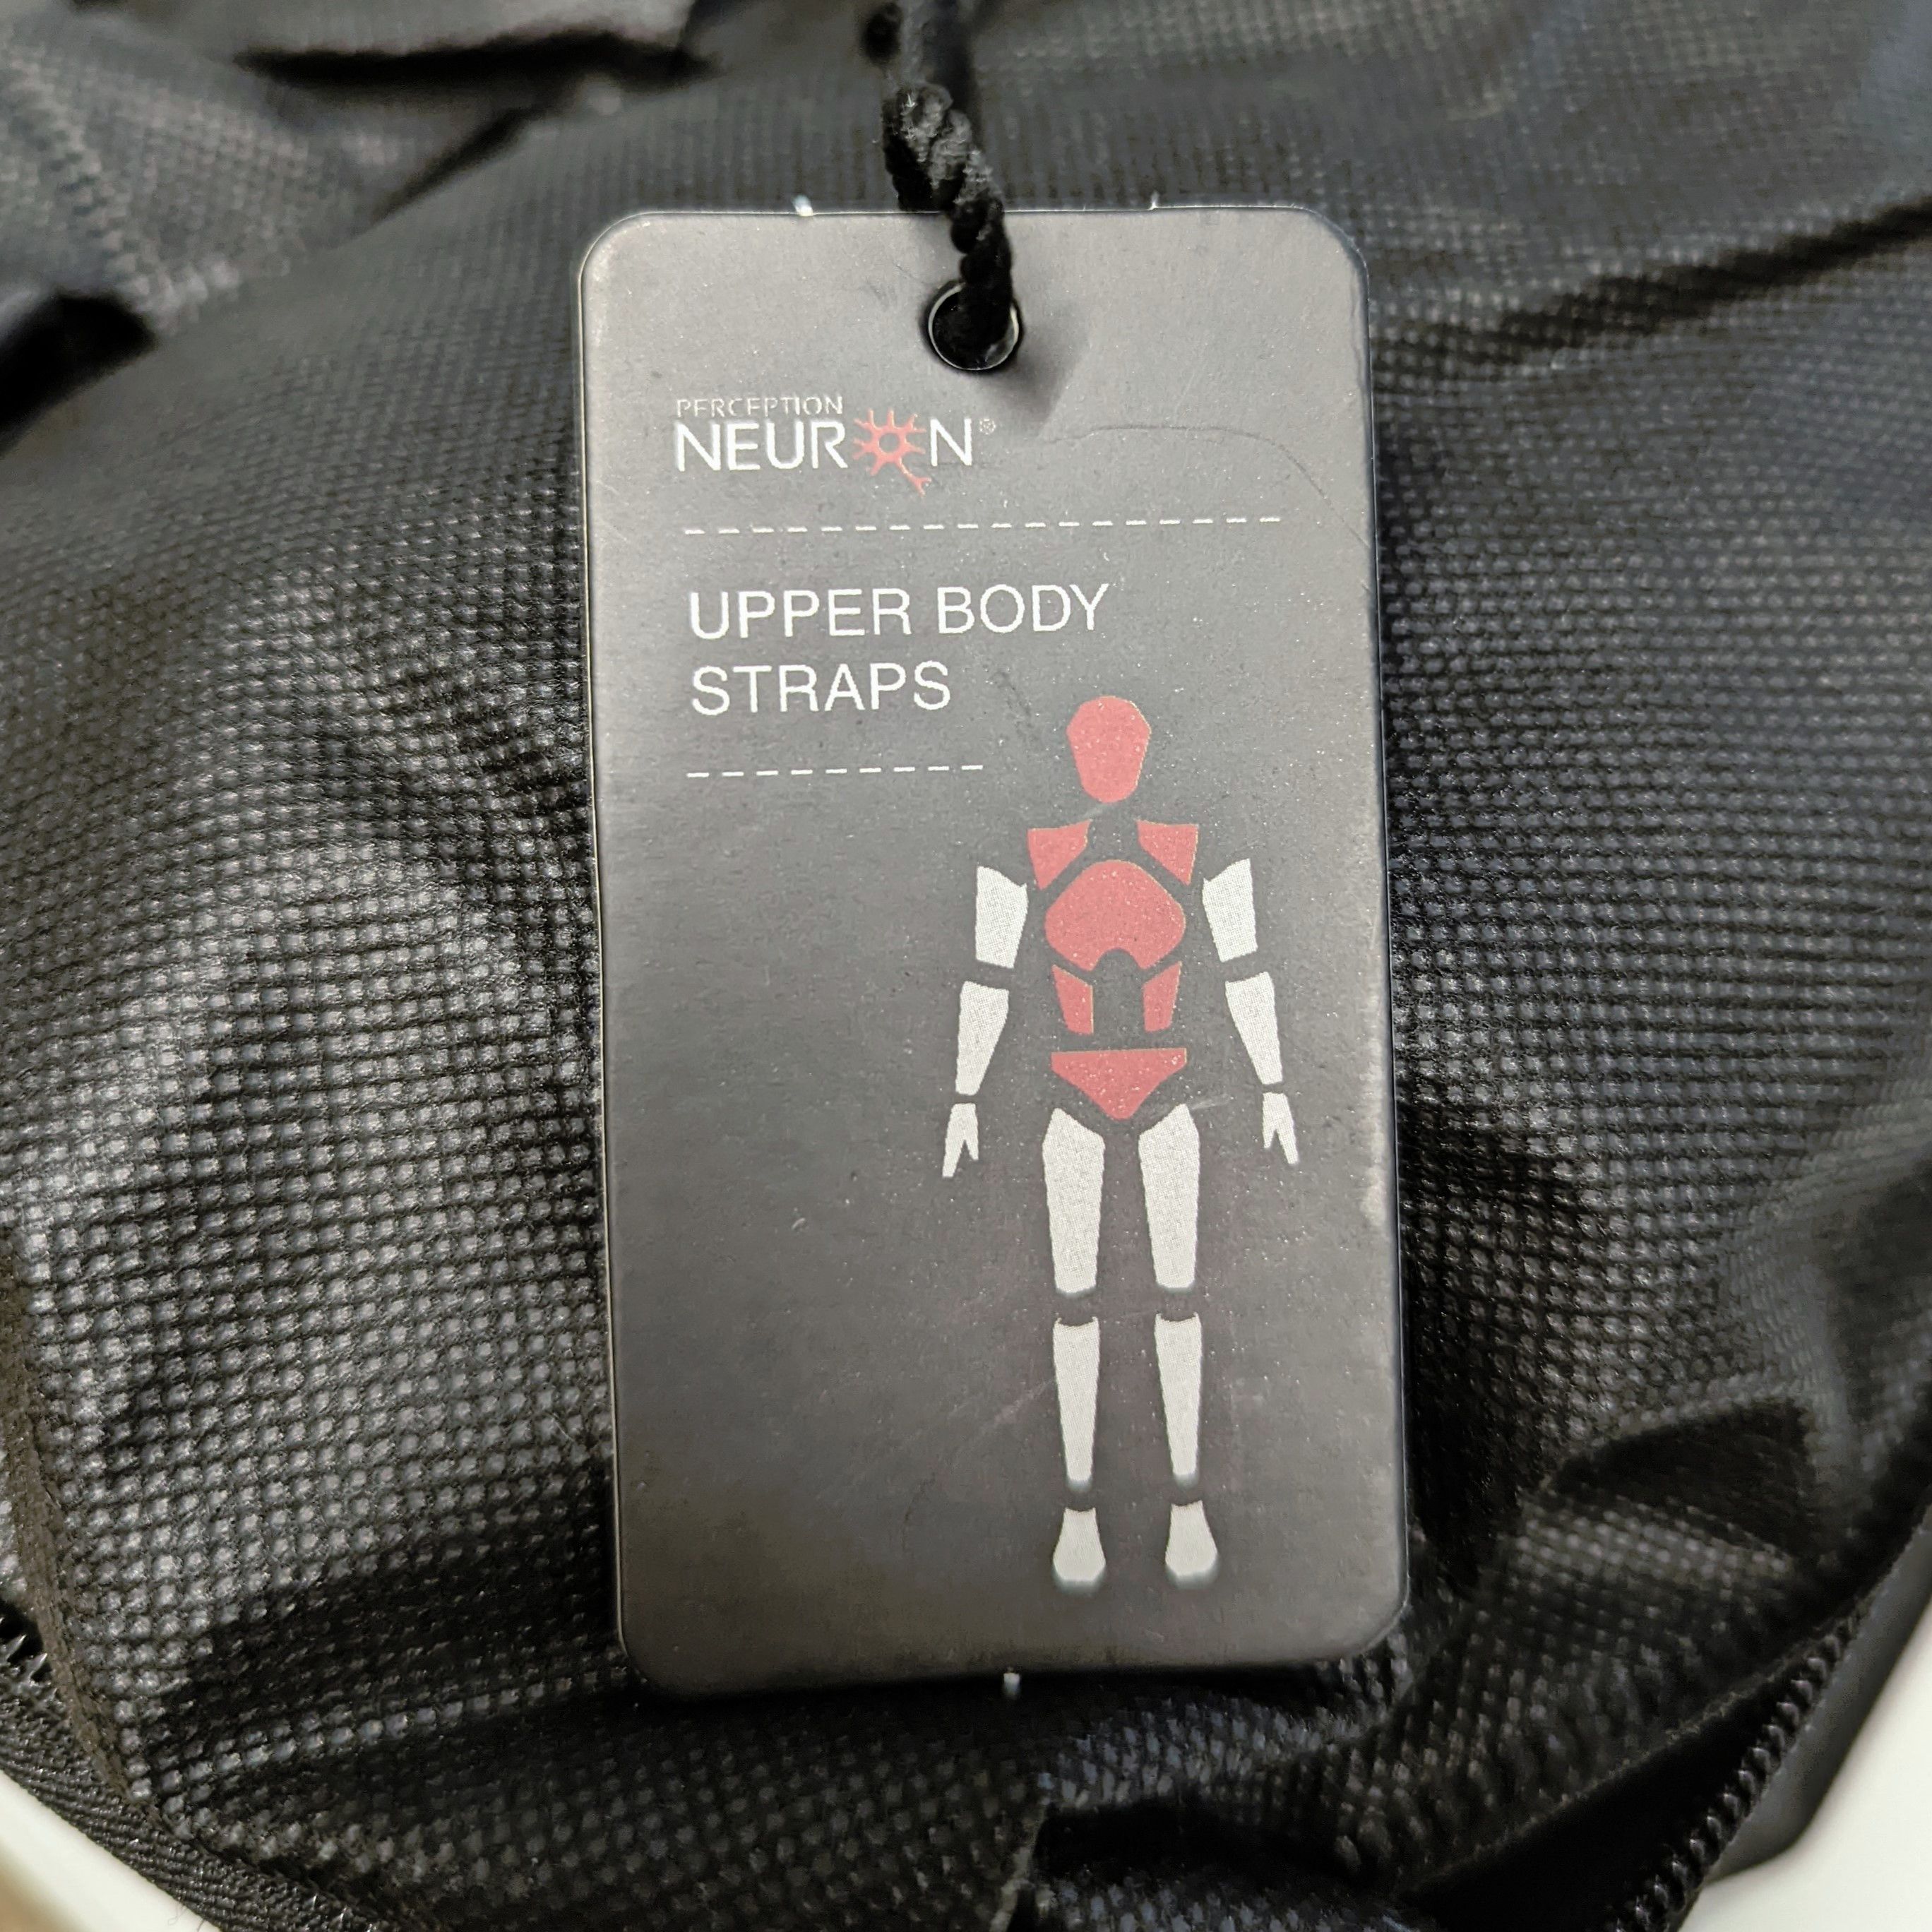 PERCEPTION
NEURON®
UPPER BODY
STRAPS